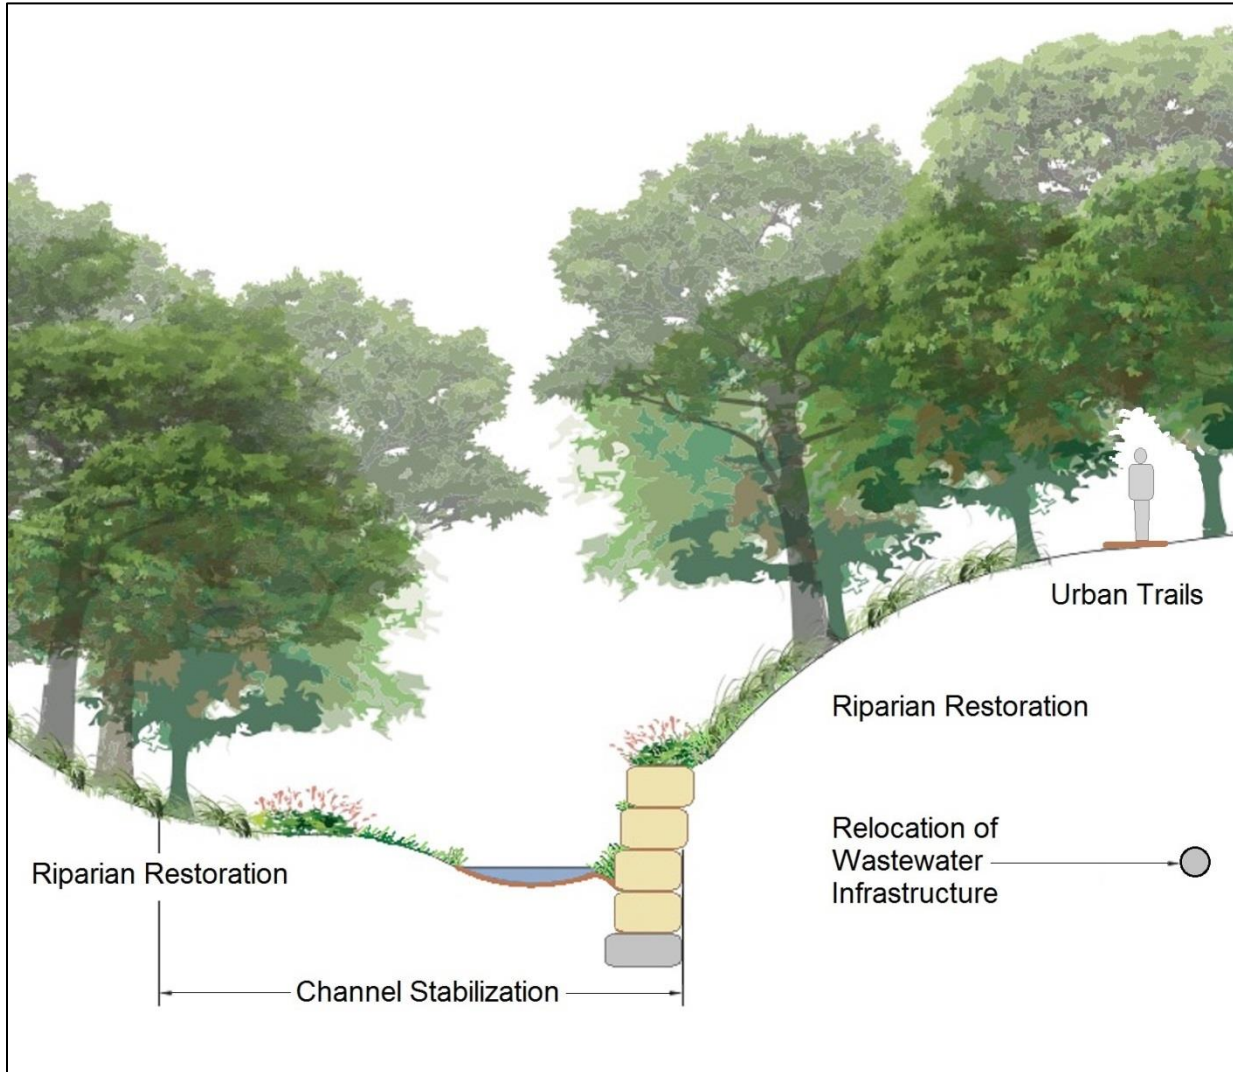 Urban Trails
Riparian Restoration
Relocation of
Wastewater
Infrastructure
Riparian Restoration
Channel Stabilization